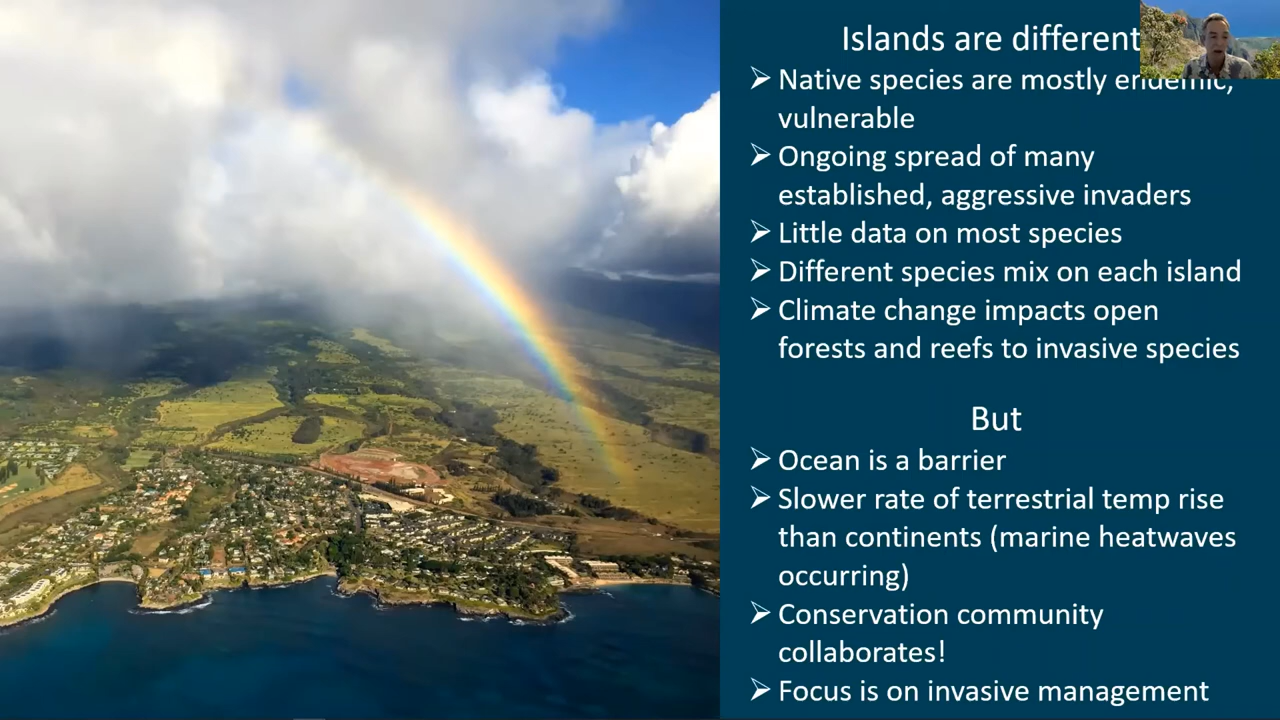 Islands are different
➢ Native species are mostly endemic,
vulnerable
➢ Ongoing spread of many
established, aggressive invaders
➢ Little data on most species
➢ Different species mix on each island
➢ Climate change impacts open
forests and reefs to invasive species
But
➢ Ocean is a barrier
➢ Slower rate of terrestrial temp rise
than continents (marine heatwaves
occurring)
➢ Conservation community
collaborates!
➢ Focus is on invasive management